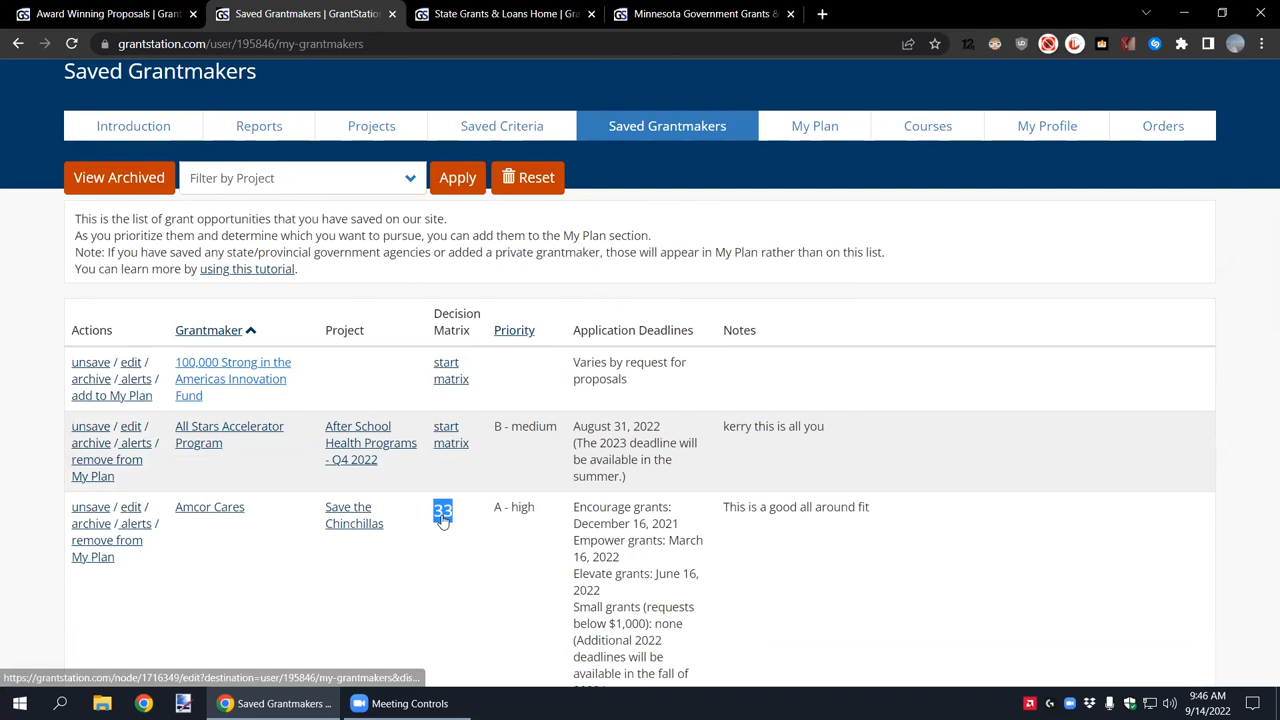 GS Award Winning Proposals | Grant
GS Saved Grantmakers | GrantStation
GS State Grants & Loans Home | Gra
GS Minnesota Government Grants &
grantstation.com/user/195846/my-grantmakers
Saved Grantmakers
Introduction Reports Projects Saved Criteria Saved Grantmakers My Plan Courses My Profile Orders
View Archived Filter by Project Apply Reset
This is the list of grant opportunities that you have saved on our site.
As you prioritize them and determine which you want to pursue, you can add them to the My Plan section.
Note: If you have saved any state/provincial government agencies or added a private grantmaker, those will appear in My Plan rather than on this list.
You can learn more by using this tutorial.
Actions Grantmaker Project Decision Matrix Priority Application Deadlines Notes
unsave / edit /
archive / alerts /
add to My Plan
100,000 Strong in the
Americas Innovation
Fund
start
matrix
Varies by request for
proposals
unsave / edit /
archive / alerts /
remove from
My Plan
All Stars Accelerator
Program
After School
Health Programs
- Q4 2022
start
matrix
B - medium
August 31, 2022
(The 2023 deadline will
be available in the
summer.)
kerry this is all you
unsave / edit /
archive / alerts /
remove from
My Plan
Amcor Cares
Save the
Chinchillas
33
A - high
Encourage grants:
December 16, 2021
Empower grants: March
16, 2022
Elevate grants: June 16,
2022
Small grants (requests
below $1,000): none
(Additional 2022
deadlines will be
available in the fall of
This is a good all around fit
https://grantstation.com/node/1716349/edit?destination=user/195846/my-grantmakers&dis...
Saved Grantmakers ...
Meeting Controls
9:46 AM
9/14/2022